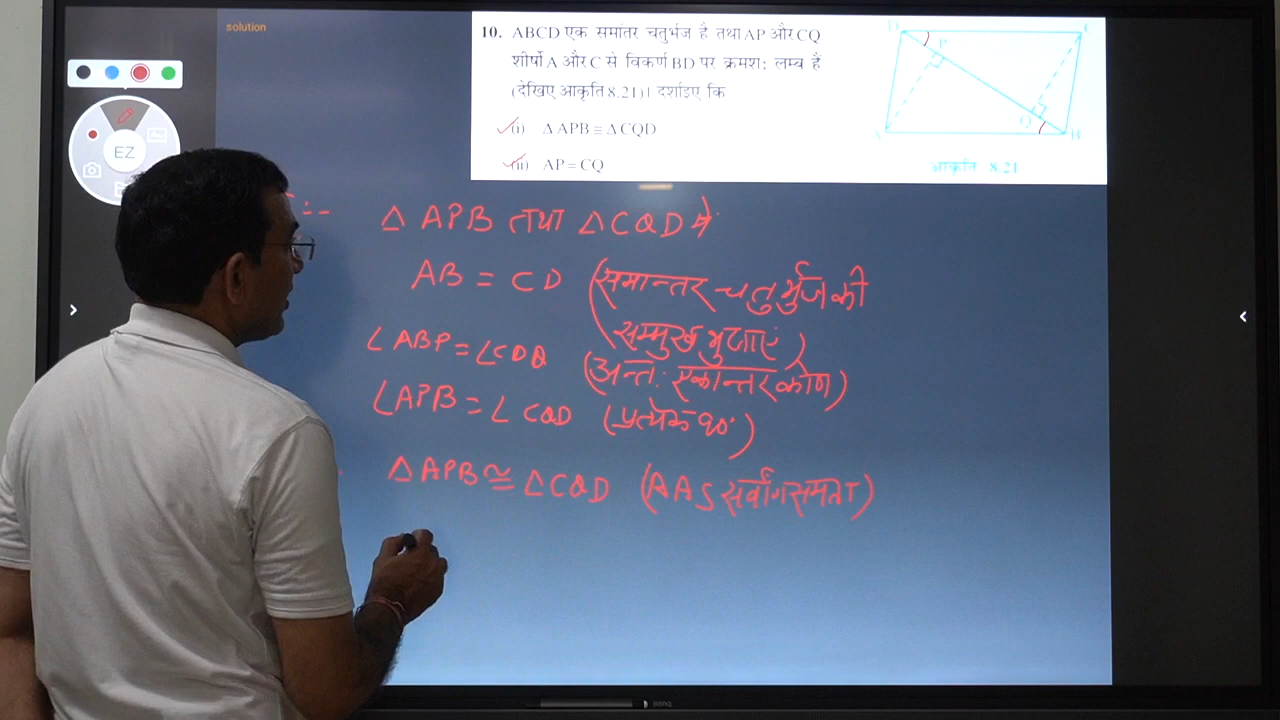 solution
10. ABCD एक समांतर चतुर्भज है तथा AP और CQ
शीर्षो A और C से विकर्ण BD पर क्रमश: लम्ब हैं
(देखिए आकृति 8.21)। दर्शाइए कि
(i) Δ APB ≅ Δ CQD
(ii) AP = CQ
D
C
P
Q
A
B
आकृति 8.21
EZ
:-
Δ APB तथा Δ CQD में
AB = CD (समान्तर चतुर्भुज की
सम्मुख भुजाएं)
∠ABP = ∠CDQ (अन्तः एकान्तर कोण)
∠APB = ∠CQD (प्रत्येक 90°)
Δ APB ≅ Δ CQD (AAS सर्वांगसमता)
BenQ